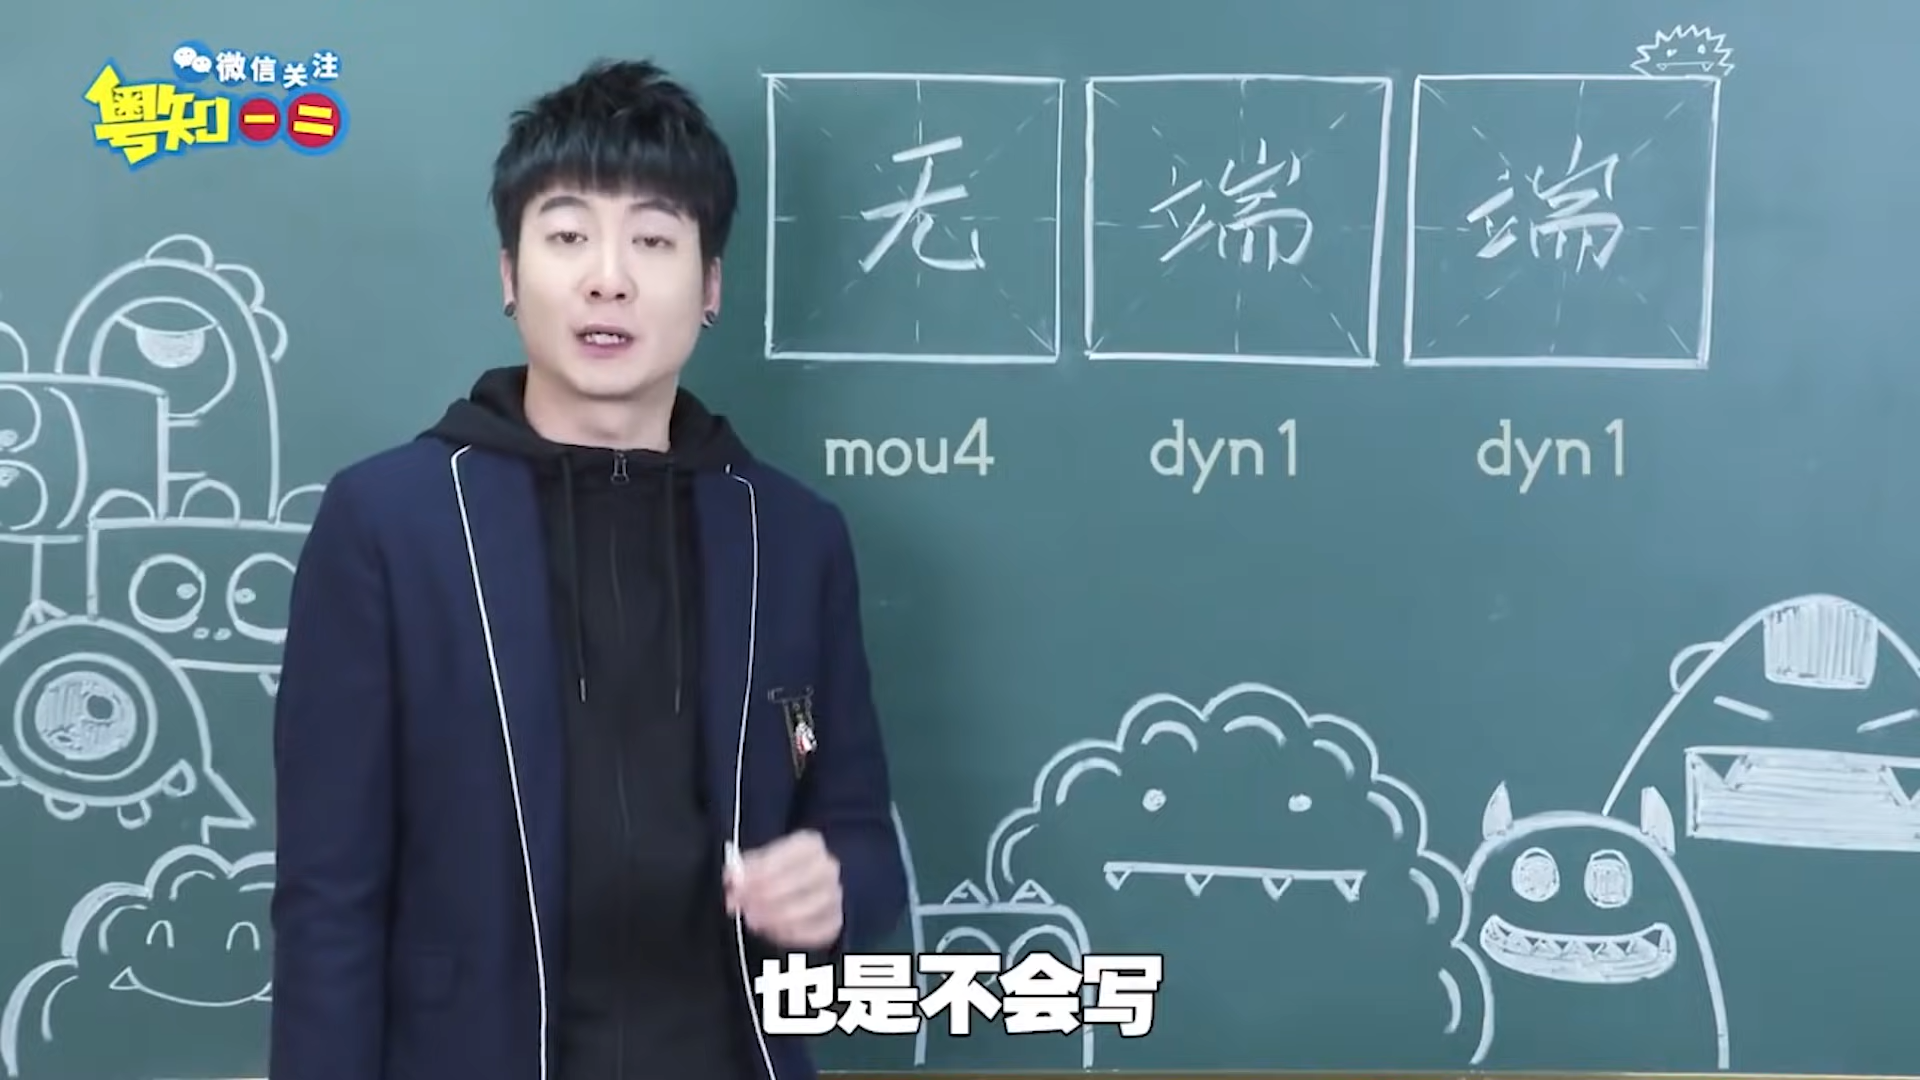 微信关注
粤知一二
无端端
mou4 dyn1 dyn1
也是不会写